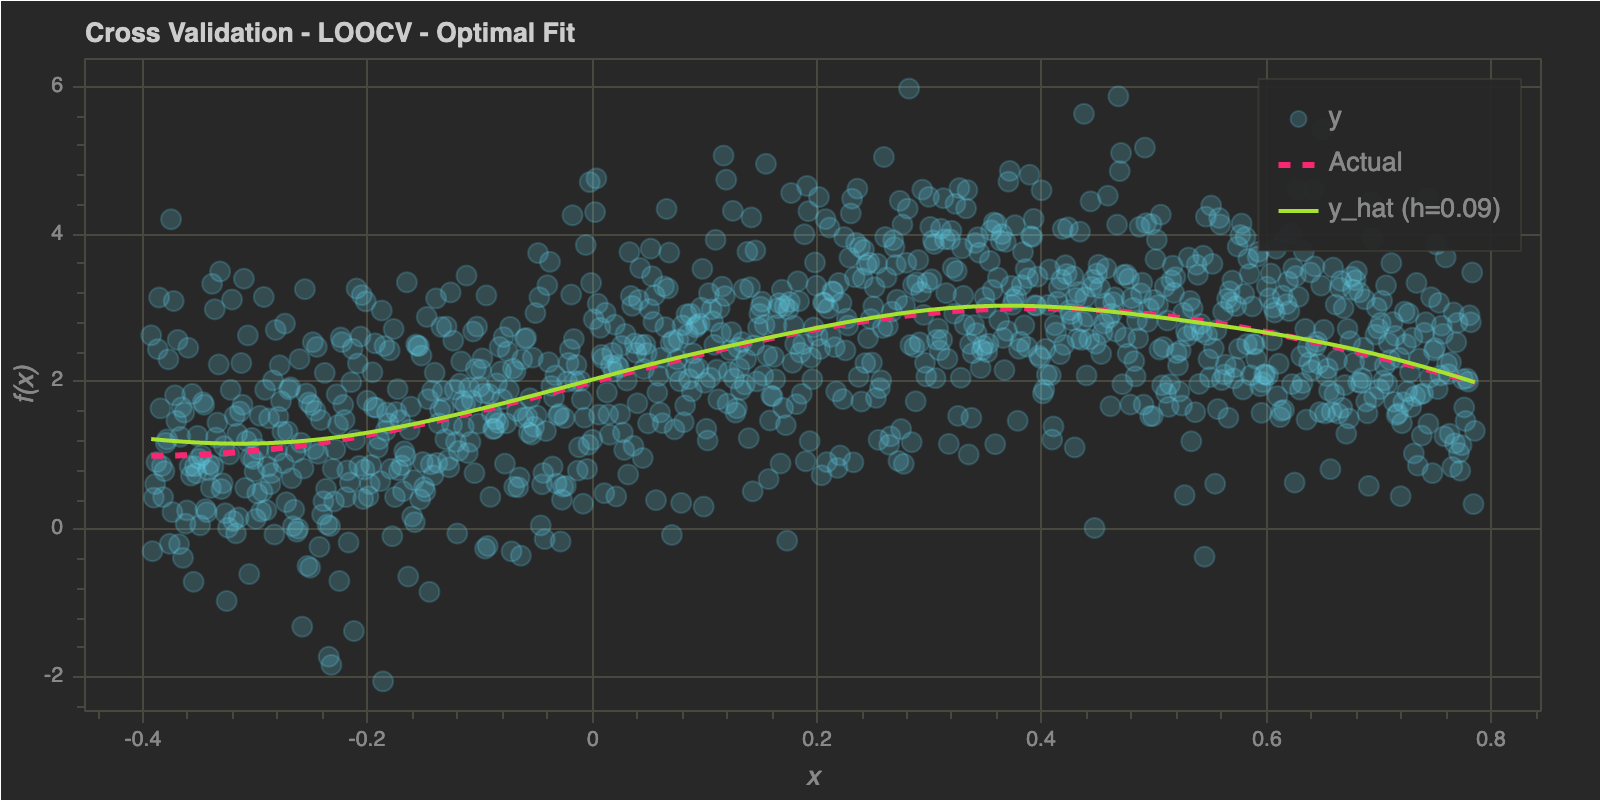 Cross Validation - LOOCV - Optimal Fit
6
4
2
0
-2
f(x)
y
Actual
y_hat (h=0.09)
-0.4
-0.2
0
0.2
0.4
0.6
0.8
x